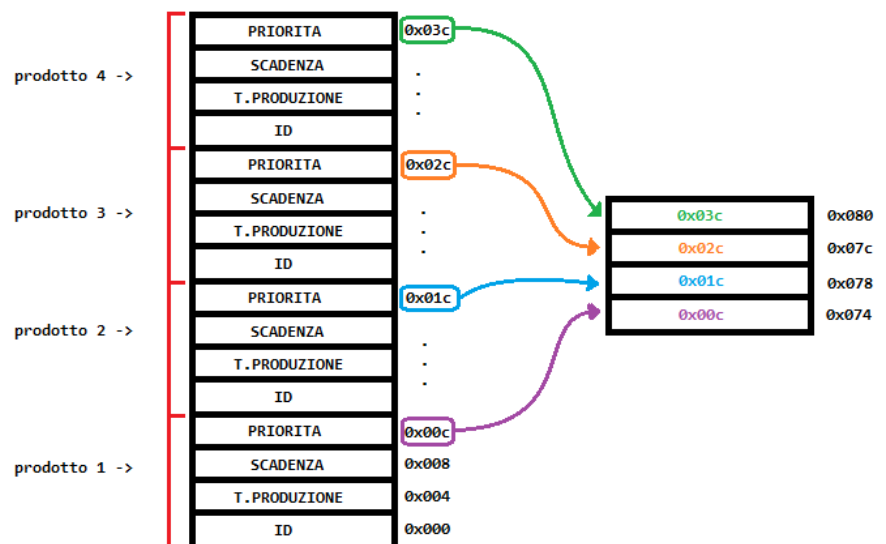 PRIORITA 0x03c
SCADENZA
prodotto 4 ->
T.PRODUZIONE
ID
PRIORITA 0x02c
SCADENZA
prodotto 3 ->
T.PRODUZIONE
ID
PRIORITA 0x01c
SCADENZA
prodotto 2 ->
T.PRODUZIONE
ID
PRIORITA 0x00c
SCADENZA 0x008
prodotto 1 ->
T.PRODUZIONE 0x004
ID 0x000
0x03c 0x080
0x02c 0x07c
0x01c 0x078
0x00c 0x074